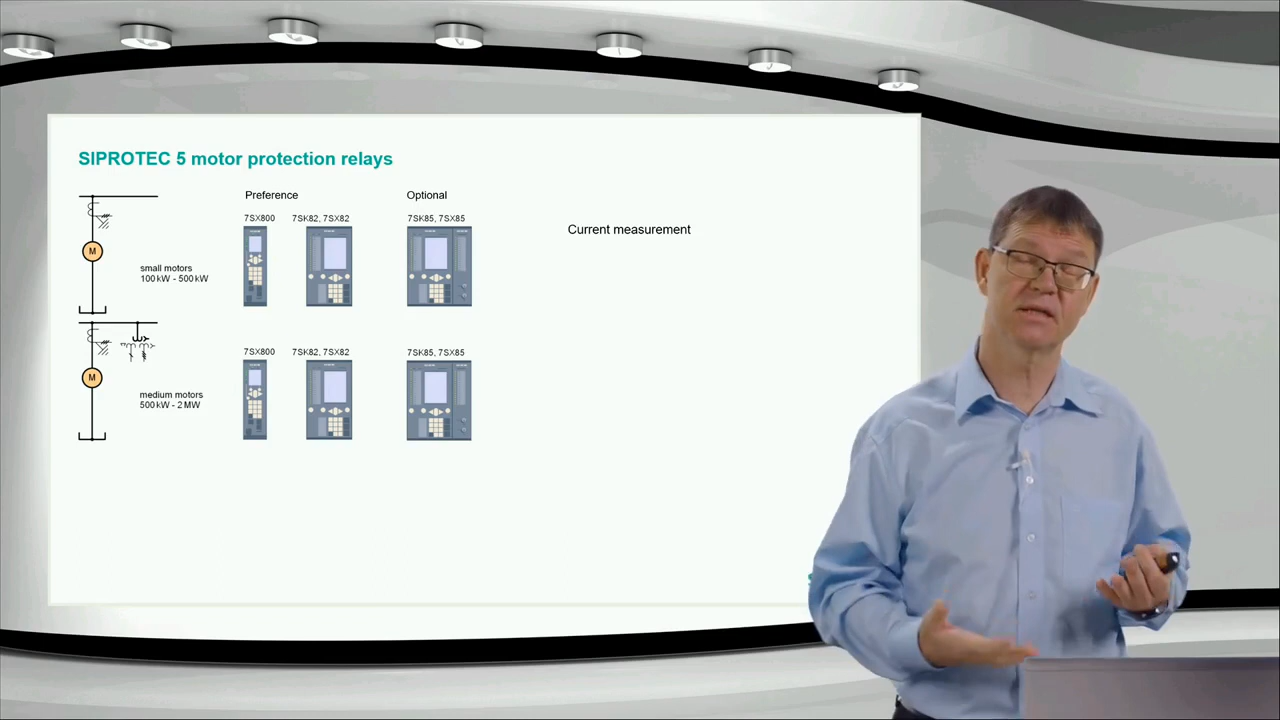 SIPROTEC 5 motor protection relays
Preference
Optional
7SX800
7SK82, 7SX82
7SK85, 7SX85
Current measurement
M
small motors
100 kW - 500 kW
7SX800
7SK82, 7SX82
7SK85, 7SX85
M
medium motors
500 kW - 2 MW